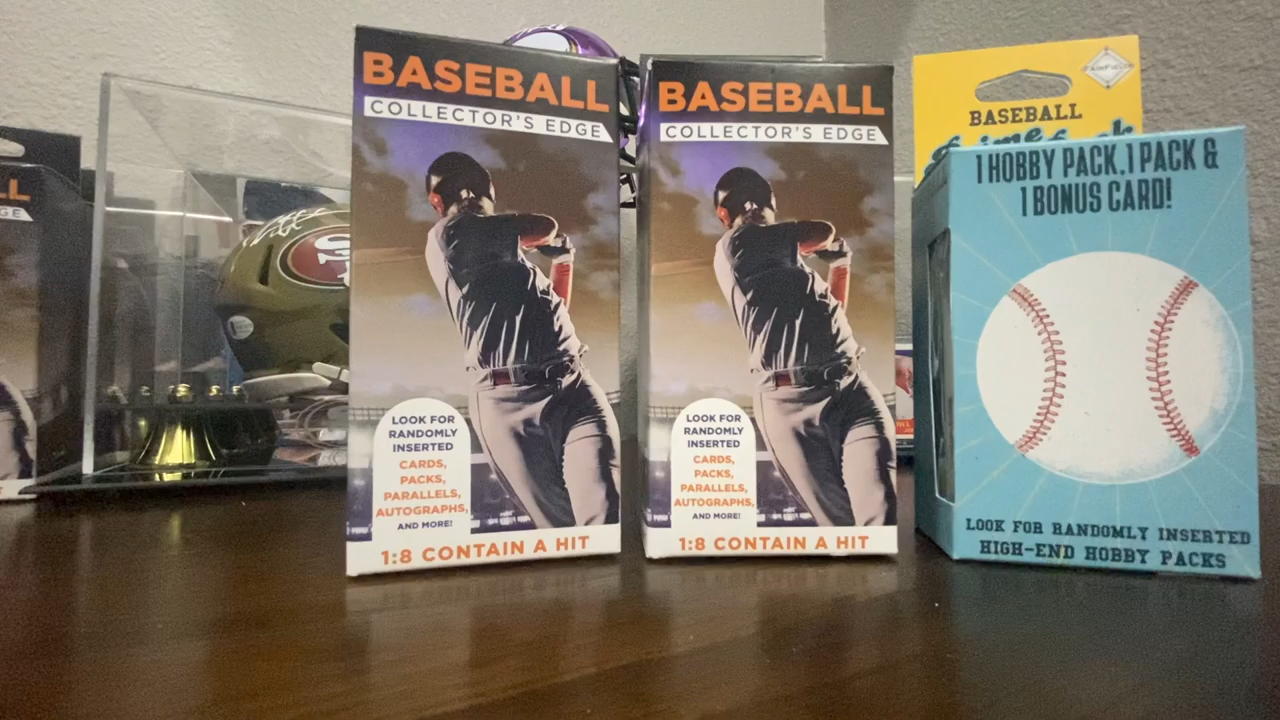 BASEBALL
COLLECTOR'S EDGE
LOOK FOR
RANDOMLY
INSERTED
CARDS,
PACKS,
PARALLELS,
AUTOGRAPHS,
AND MORE!
1:8 CONTAIN A HIT
BASEBALL
COLLECTOR'S EDGE
LOOK FOR
RANDOMLY
INSERTED
CARDS,
PACKS,
PARALLELS,
AUTOGRAPHS,
AND MORE!
1:8 CONTAIN A HIT
FAIRFIELD
BASEBALL
1 HOBBY PACK, 1 PACK &
1 BONUS CARD!
LOOK FOR RANDOMLY INSERTED
HIGH-END HOBBY PACKS